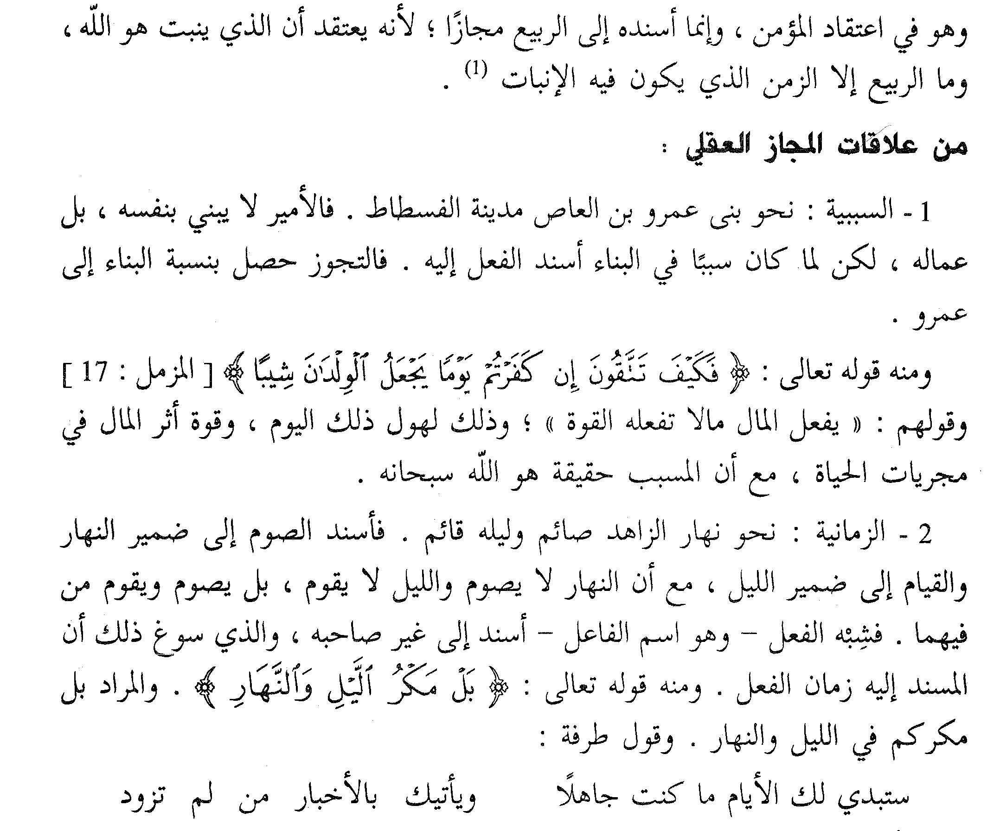 وهو في اعتقاد المؤمن ، وإنما أسنده إلى الربيع مجازًا ؛ لأنه يعتقد أن الذي ينبت هو اللّه ،
وما الربيع إلا الزمن الذي يكون فيه الإنبات (1) .
من علاقات المجاز العقلي :
1 - السببية : نحو بنى عمرو بن العاص مدينة الفسطاط . فالأمير لا يبني بنفسه ، بل
عماله ، لكن لما كان سببًا في البناء أسند الفعل إليه . فالتجوز حصل بنسبة البناء إلى
عمرو .
ومنه قوله تعالى : ﴿ فَكَيْفَ تَتَّقُونَ إِن كَفَرْتُمْ يَوْمًا يَجْعَلُ ٱلْوِلْدَٰنَ شِيبًا ﴾ [ المزمل : 17 ]
وقولهم : « يفعل المال مالا تفعله القوة » ؛ وذلك لهول ذلك اليوم ، وقوة أثر المال في
مجريات الحياة ، مع أن المسبب حقيقة هو اللّه سبحانه .
2 - الزمانية : نحو نهار الزاهد صائم وليله قائم . فأسند الصوم إلى ضمير النهار
والقيام إلى ضمير الليل ، مع أن النهار لا يصوم والليل لا يقوم ، بل يصوم ويقوم من
فيهما . فشِبْه الفعل – وهو اسم الفاعل – أسند إلى غير صاحبه ، والذي سوغ ذلك أن
المسند إليه زمان الفعل . ومنه قوله تعالى : ﴿ بَلْ مَكْرُ ٱلَّيْلِ وَٱلنَّهَارِ ﴾ . والمراد بل
مكركم في الليل والنهار . وقول طرفة :
ستبدي لك الأيام ما كنت جاهلًا ويأتيك بالأخبار من لم تزود